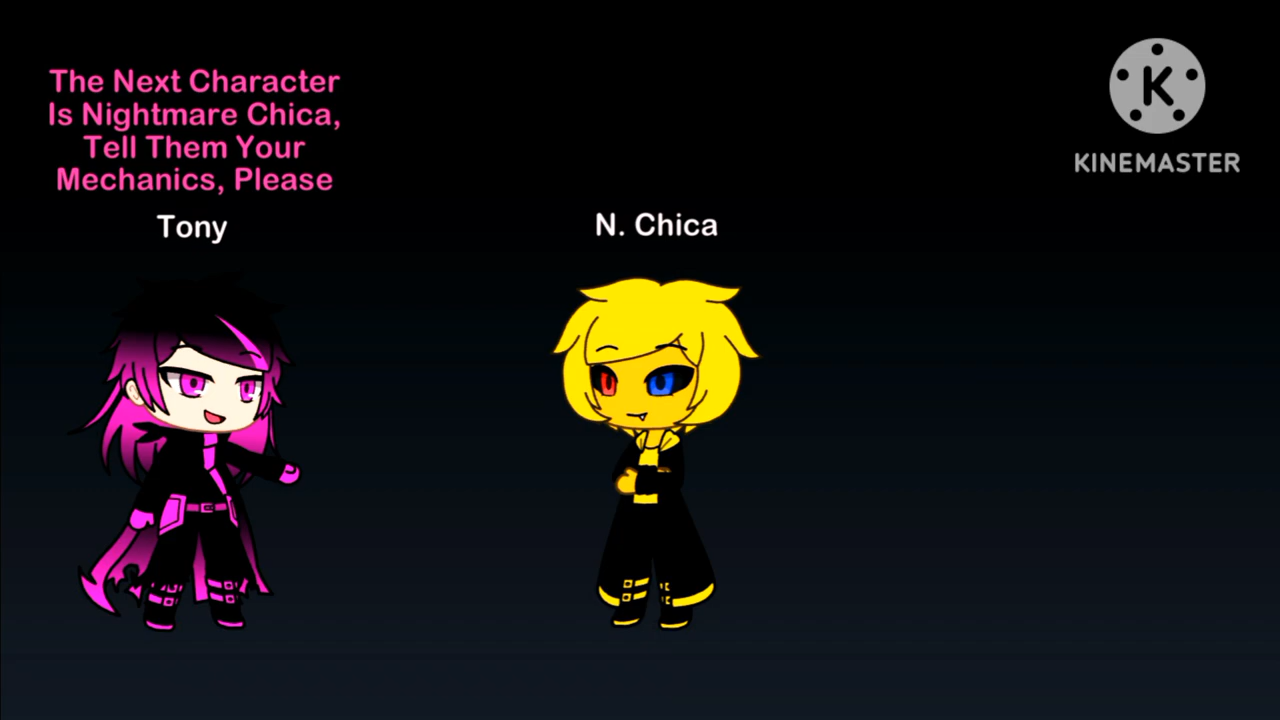 The Next Character
Is Nightmare Chica,
Tell Them Your
Mechanics, Please
Tony
N. Chica
K
KINEMASTER